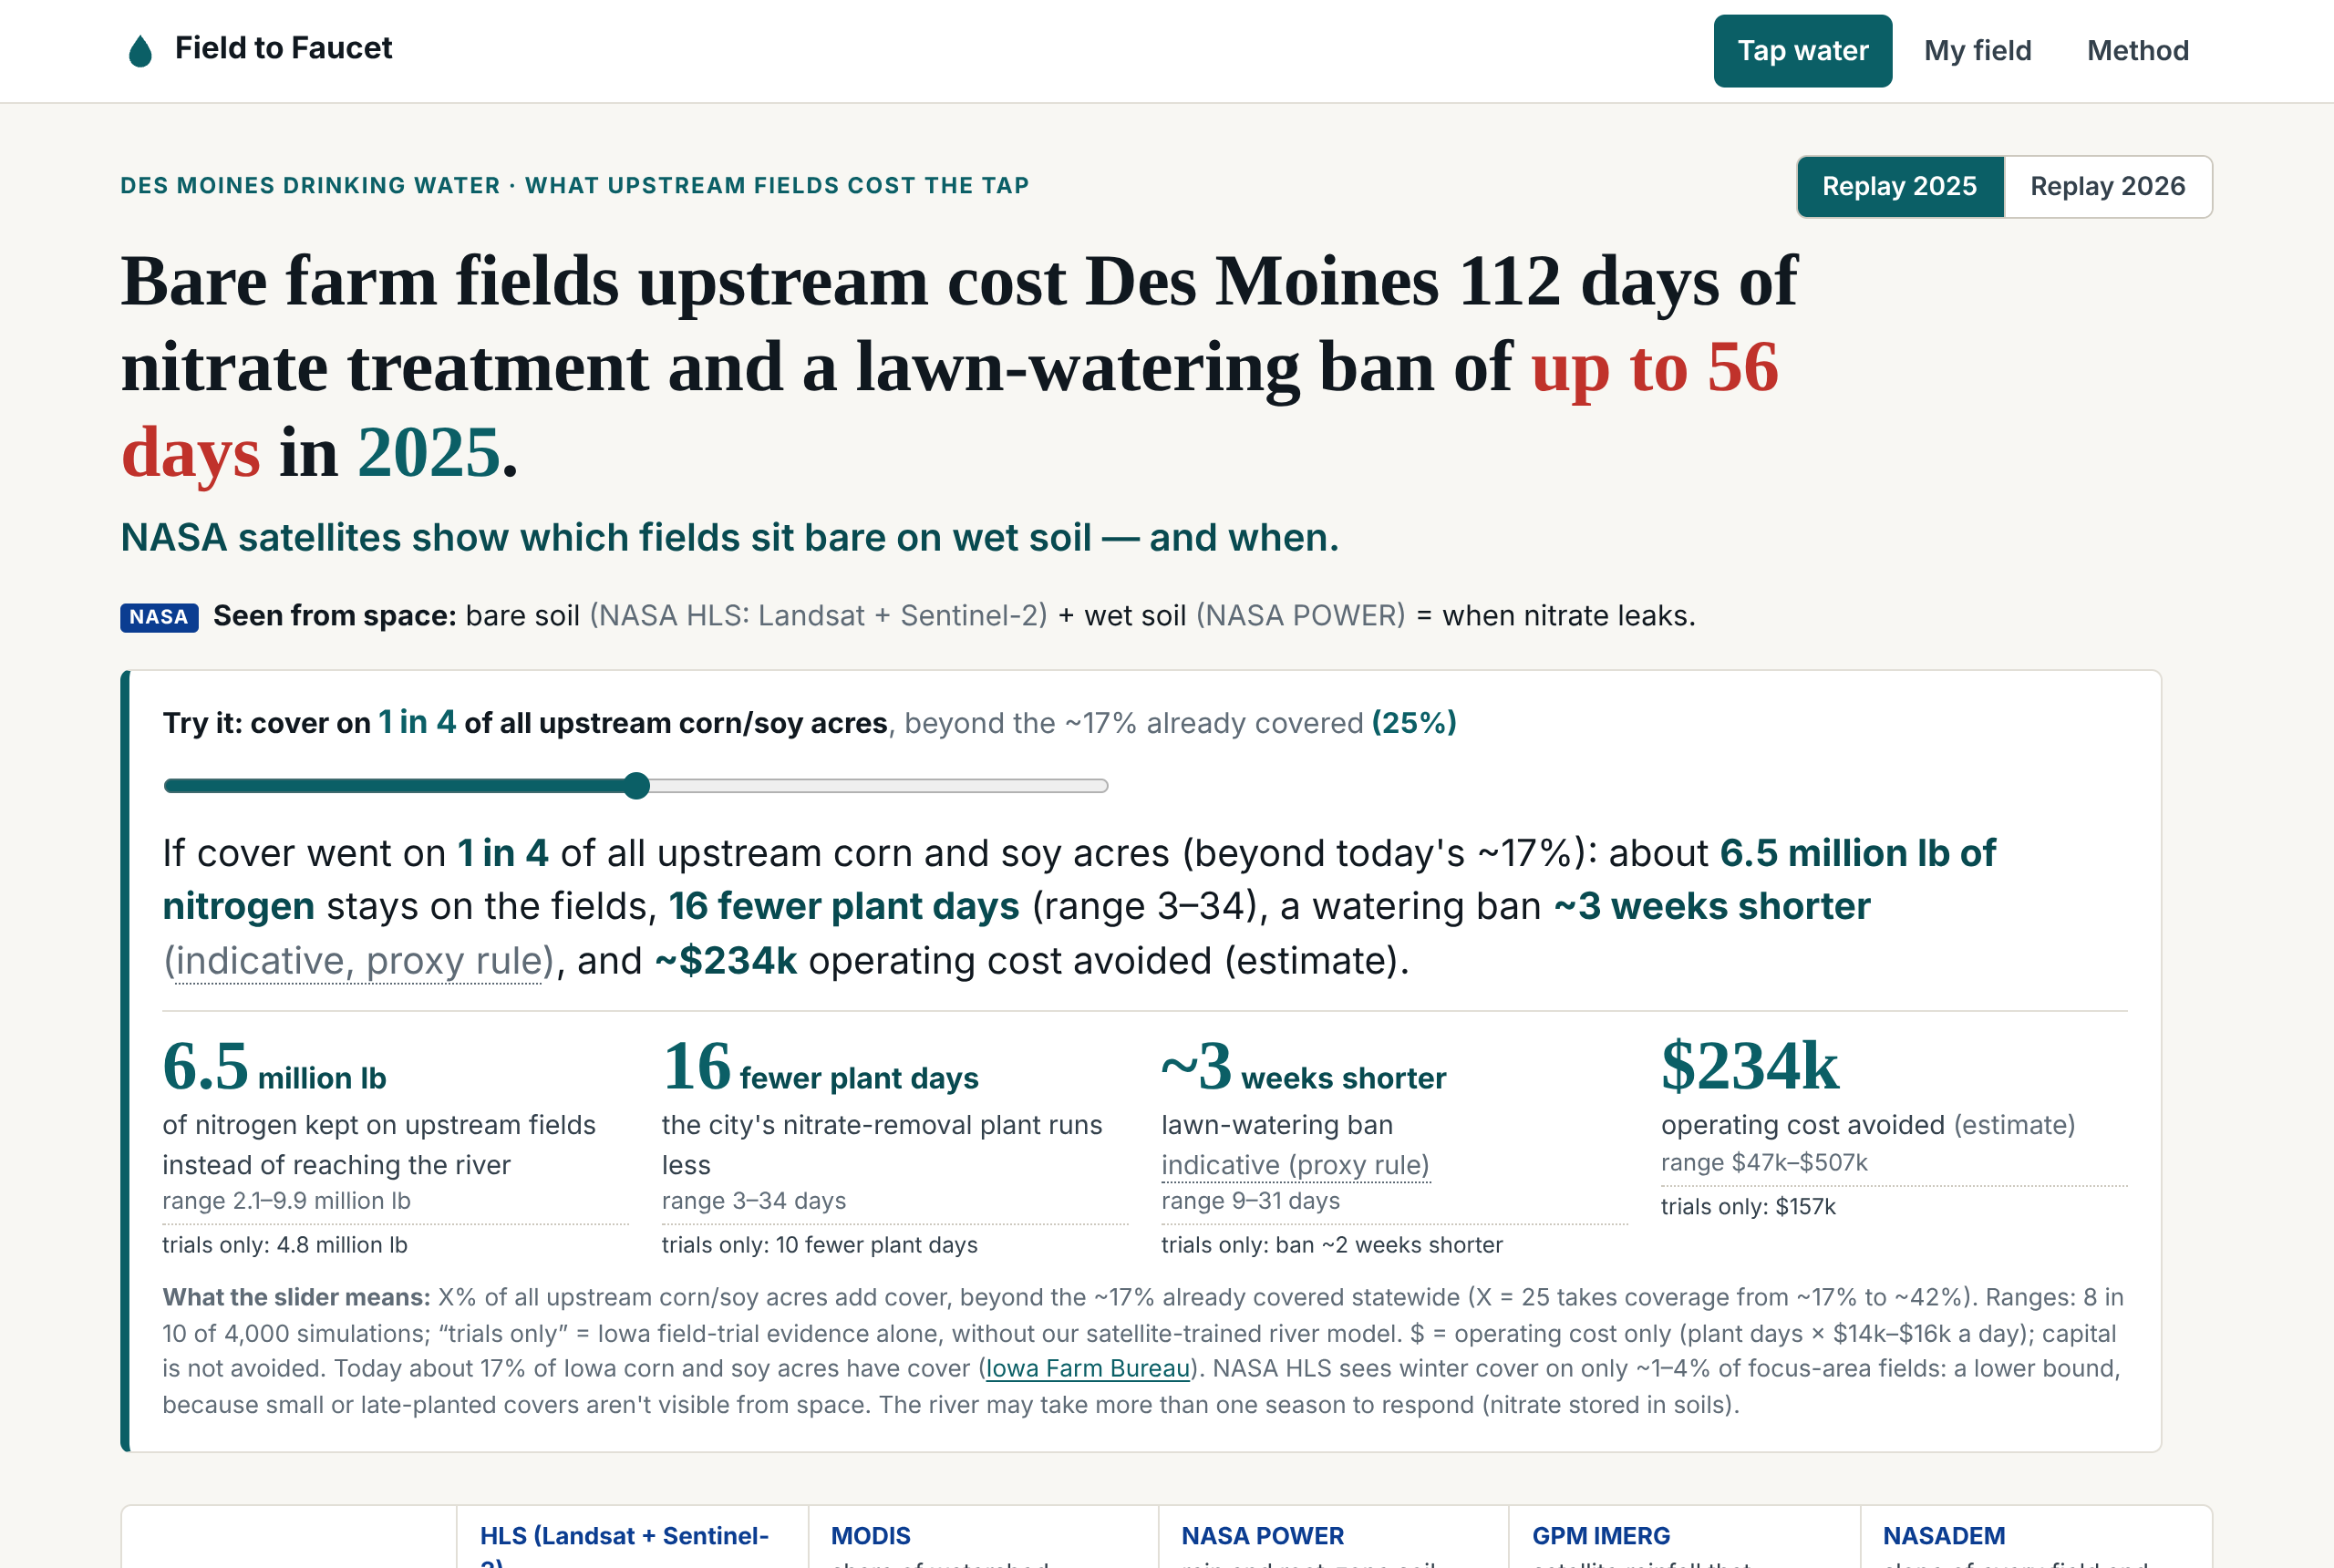 Field to Faucet
Tap water
My field
Method
DES MOINES DRINKING WATER · WHAT UPSTREAM FIELDS COST THE TAP
Replay 2025
Replay 2026
Bare farm fields upstream cost Des Moines 112 days of
nitrate treatment and a lawn-watering ban of up to 56
days in 2025.
NASA satellites show which fields sit bare on wet soil — and when.
NASA Seen from space: bare soil (NASA HLS: Landsat + Sentinel-2) + wet soil (NASA POWER) = when nitrate leaks.
Try it: cover on 1 in 4 of all upstream corn/soy acres, beyond the ~17% already covered (25%)
If cover went on 1 in 4 of all upstream corn and soy acres (beyond today's ~17%): about 6.5 million lb of
nitrogen stays on the fields, 16 fewer plant days (range 3–34), a watering ban ~3 weeks shorter
(indicative, proxy rule), and ~$234k operating cost avoided (estimate).
6.5 million lb
of nitrogen kept on upstream fields
instead of reaching the river
range 2.1–9.9 million lb
trials only: 4.8 million lb
16 fewer plant days
the city's nitrate-removal plant runs
less
range 3–34 days
trials only: 10 fewer plant days
~3 weeks shorter
lawn-watering ban
indicative (proxy rule)
range 9–31 days
trials only: ban ~2 weeks shorter
$234k
operating cost avoided (estimate)
range $47k–$507k
trials only: $157k
What the slider means: X% of all upstream corn/soy acres add cover, beyond the ~17% already covered statewide (X = 25 takes coverage from ~17% to ~42%). Ranges: 8 in
10 of 4,000 simulations; “trials only” = Iowa field-trial evidence alone, without our satellite-trained river model. $ = operating cost only (plant days × $14k–$16k a day); capital
is not avoided. Today about 17% of Iowa corn and soy acres have cover (Iowa Farm Bureau). NASA HLS sees winter cover on only ~1–4% of focus-area fields: a lower bound,
because small or late-planted covers aren't visible from space. The river may take more than one season to respond (nitrate stored in soils).
HLS (Landsat + Sentinel-
2)
MODIS
NASA POWER
GPM IMERG
NASADEM